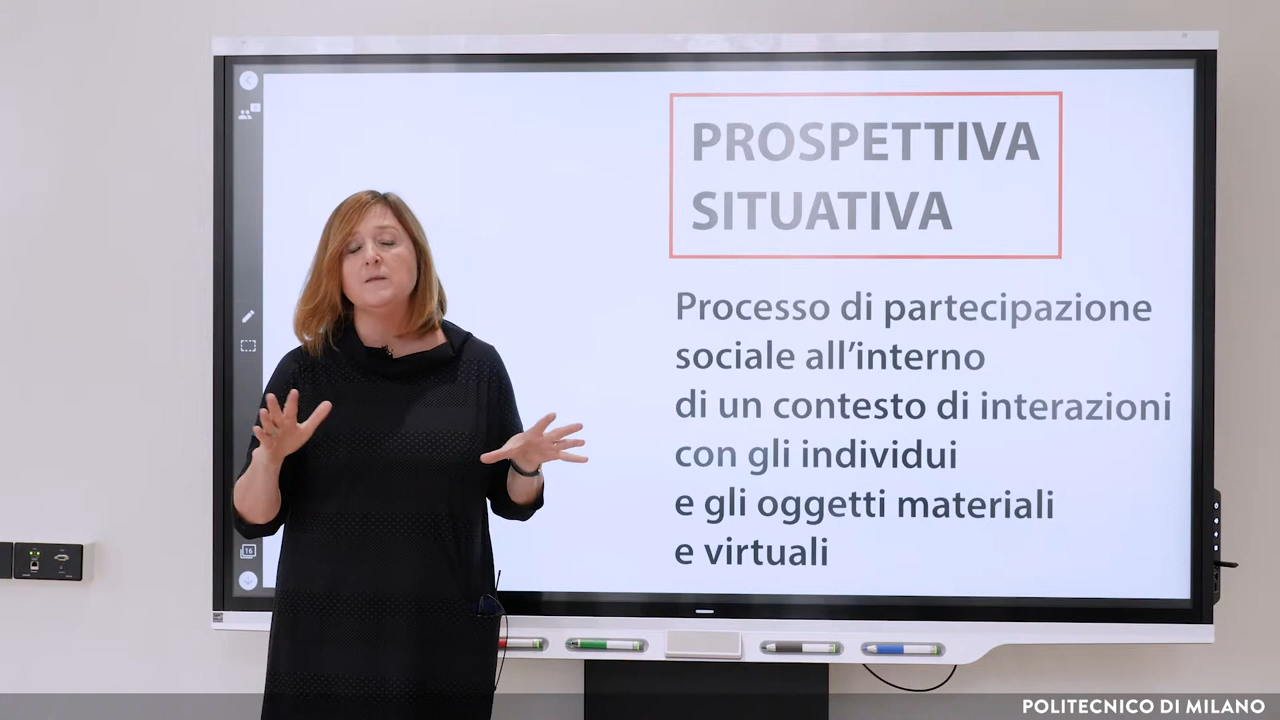 PROSPETTIVA
SITUATIVA
Processo di partecipazione
sociale all’interno
di un contesto di interazioni
con gli individui
e gli oggetti materiali
e virtuali
16
POLITECNICO DI MILANO